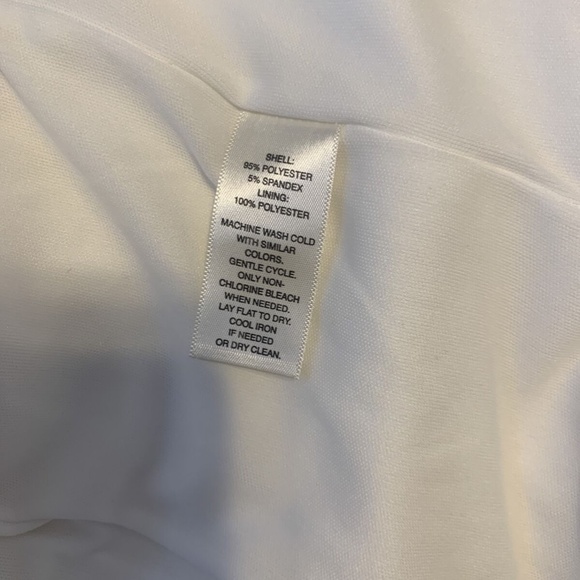 SHELL:
95% POLYESTER
5% SPANDEX
LINING:
100% POLYESTER
MACHINE WASH COLD
WITH SIMILAR
COLORS.
GENTLE CYCLE.
ONLY NON-
CHLORINE BLEACH
WHEN NEEDED.
LAY FLAT TO DRY.
COOL IRON
IF NEEDED
OR DRY CLEAN.